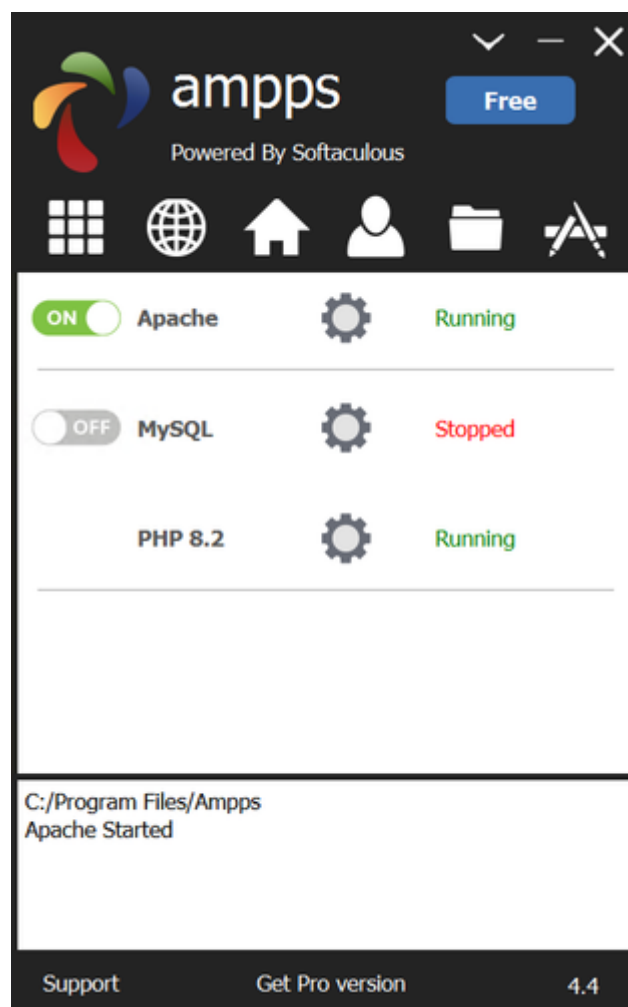 ampps
Free
Powered By Softaculous
ON Apache Running
OFF MySQL Stopped
PHP 8.2 Running
C:/Program Files/Ampps
Apache Started
Support Get Pro version 4.4